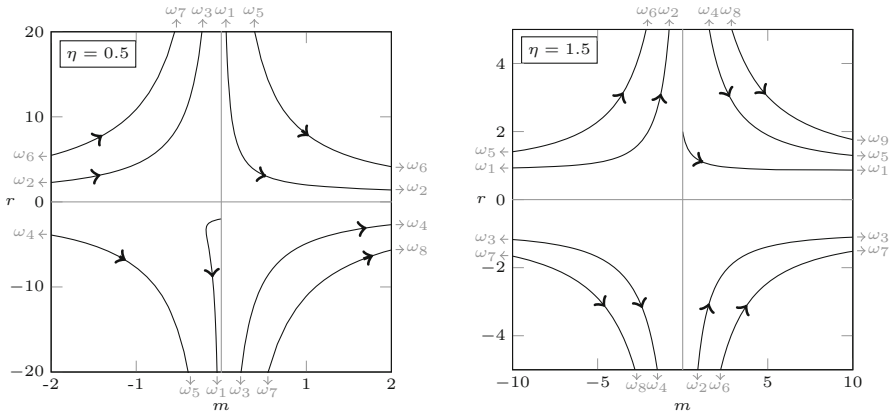 ω₇ ω₃ ω₁ ω₅
20
η = 0.5
10
ω₆ ω₆
ω₂ ω₂
r 0
ω₄ ω₄
ω₈
−10
−20
ω₅ ω₁ ω₃ ω₇
-2 -1 1 2
m
ω₆ ω₂ ω₄ ω₈
η = 1.5
4
2
ω₉
ω₅ ω₅
ω₁ ω₁
r 0
ω₃ ω₃
ω₇ ω₇
−2
−4
ω₈ ω₄ ω₂ ω₆
−10 −5 5 10
m